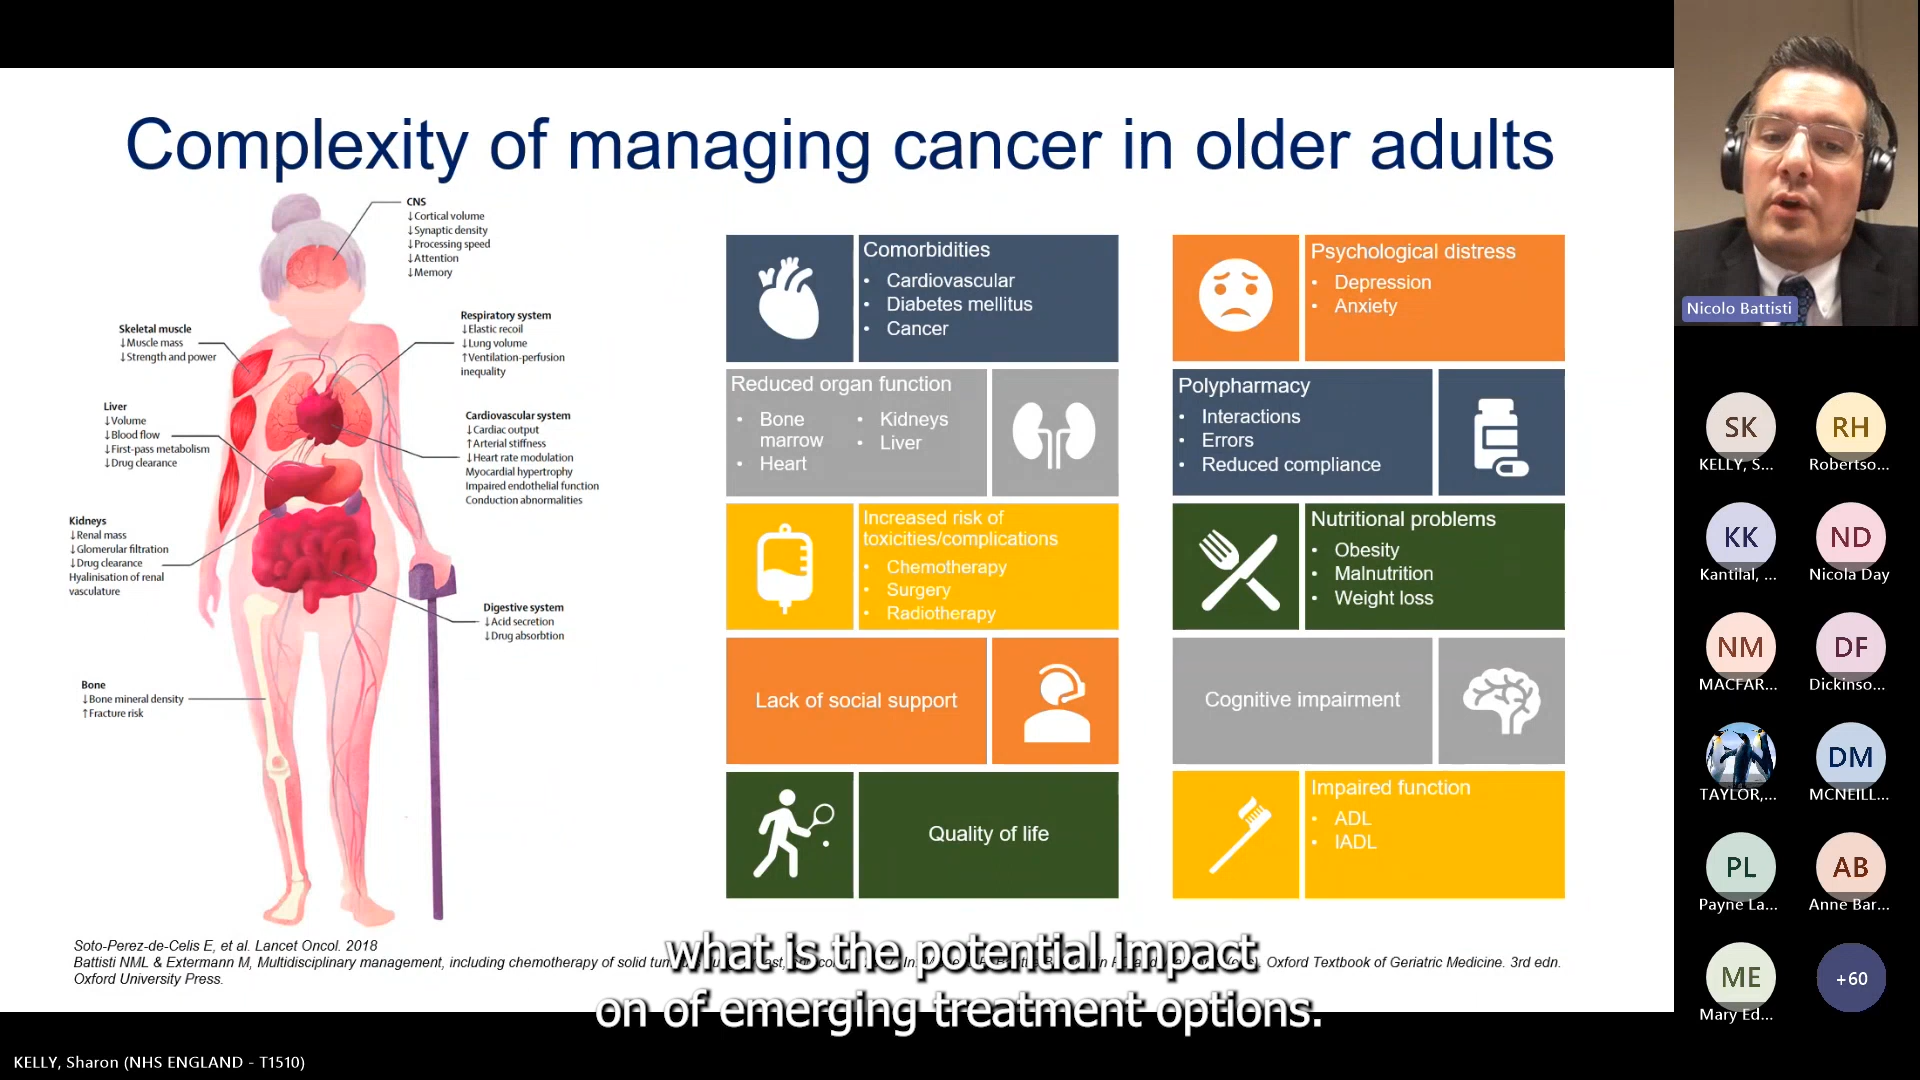 Complexity of managing cancer in older adults
CNS
↓Cortical volume
↓Synaptic density
↓Processing speed
↓Attention
↓Memory
Skeletal muscle
↓Muscle mass
↓Strength and power
Respiratory system
↓Elastic recoil
↓Lung volume
↑Ventilation-perfusion
inequality
Liver
↓Volume
↓Blood flow
↓First-pass metabolism
↓Drug clearance
Cardiovascular system
↓Cardiac output
↑Arterial stiffness
↓Heart rate modulation
Myocardial hypertrophy
Impaired endothelial function
Conduction abnormalities
Kidneys
↓Renal mass
↓Glomerular filtration
↓Drug clearance
Hyalinisation of renal
vasculature
Digestive system
↓Acid secretion
↓Drug absorbtion
Bone
↓Bone mineral density
↑Fracture risk
Comorbidities
• Cardiovascular
• Diabetes mellitus
• Cancer
Reduced organ function
• Bone
marrow
• Heart
• Kidneys
• Liver
Increased risk of
toxicities/complications
• Chemotherapy
• Surgery
• Radiotherapy
Lack of social support
Quality of life
Psychological distress
• Depression
• Anxiety
Polypharmacy
• Interactions
• Errors
• Reduced compliance
Nutritional problems
• Obesity
• Malnutrition
• Weight loss
Cognitive impairment
Impaired function
• ADL
• IADL
Soto-Perez-de-Celis E, et al. Lancet Oncol. 2018
Battisti NML & Extermann M, Multidisciplinary management, including chemotherapy of solid Oxford Textbook of Geriatric Medicine. 3rd edn.
Oxford University Press.
what is the potential impact
on of emerging treatment options.
Nicolo Battisti
SK
KELLY, S...
RH
Robertso...
KK
Kantilal, ...
ND
Nicola Day
NM
MACFAR...
DF
Dickinso...
TAYLOR,...
DM
MCNEILL...
PL
Payne La...
AB
Anne Bar...
ME
Mary Ed...
+60
KELLY, Sharon (NHS ENGLAND - T1510)